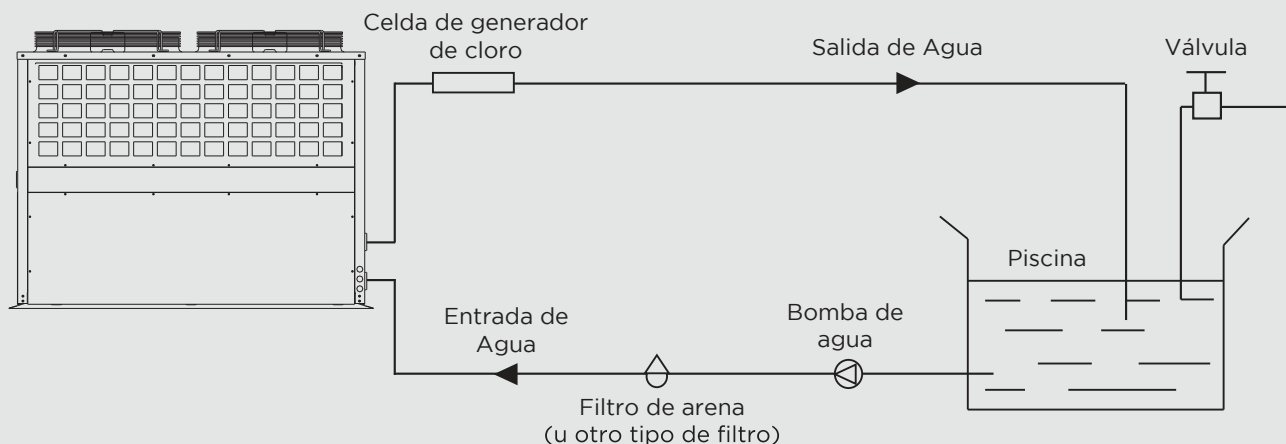 Celda de generador
de cloro
Salida de Agua
Válvula
Piscina
Entrada de
Agua
Bomba de
agua
Filtro de arena
(u otro tipo de filtro)